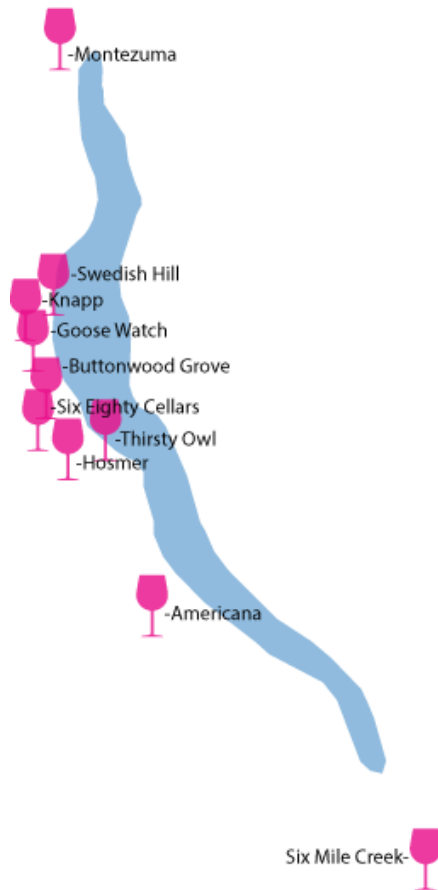 -Montezuma
-Swedish Hill
-Knapp
-Goose Watch
-Buttonwood Grove
-Six Eighty Cellars
-Thirsty Owl
-Hosmer
-Americana
Six Mile Creek-